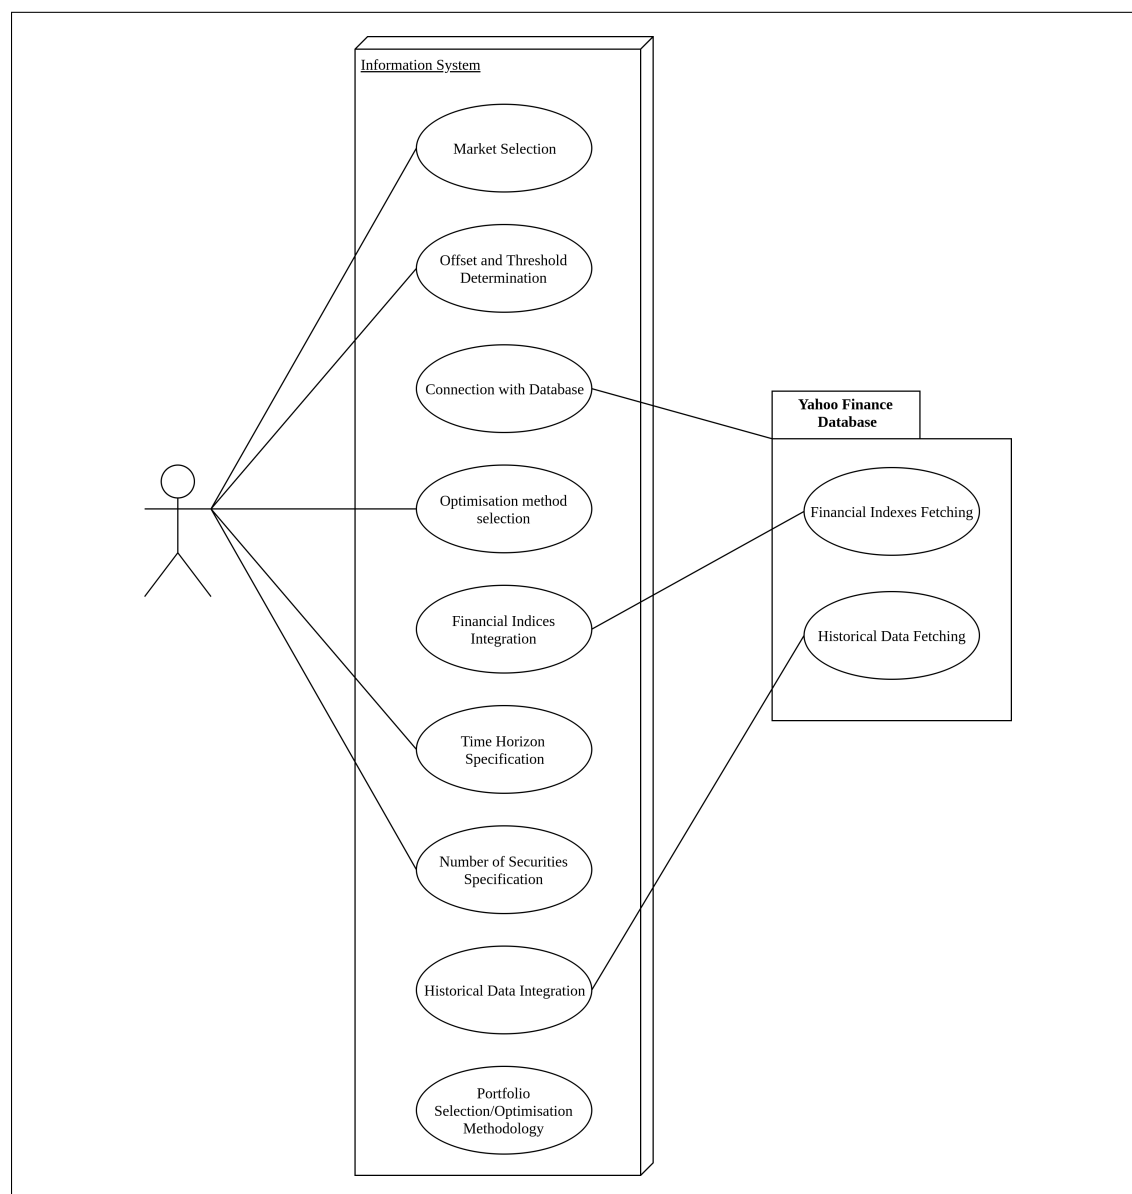 Information System
Market Selection
Offset and Threshold
Determination
Connection with Database
Optimisation method
selection
Financial Indices
Integration
Time Horizon
Specification
Number of Securities
Specification
Historical Data Integration
Portfolio
Selection/Optimisation
Methodology
Yahoo Finance
Database
Financial Indexes Fetching
Historical Data Fetching